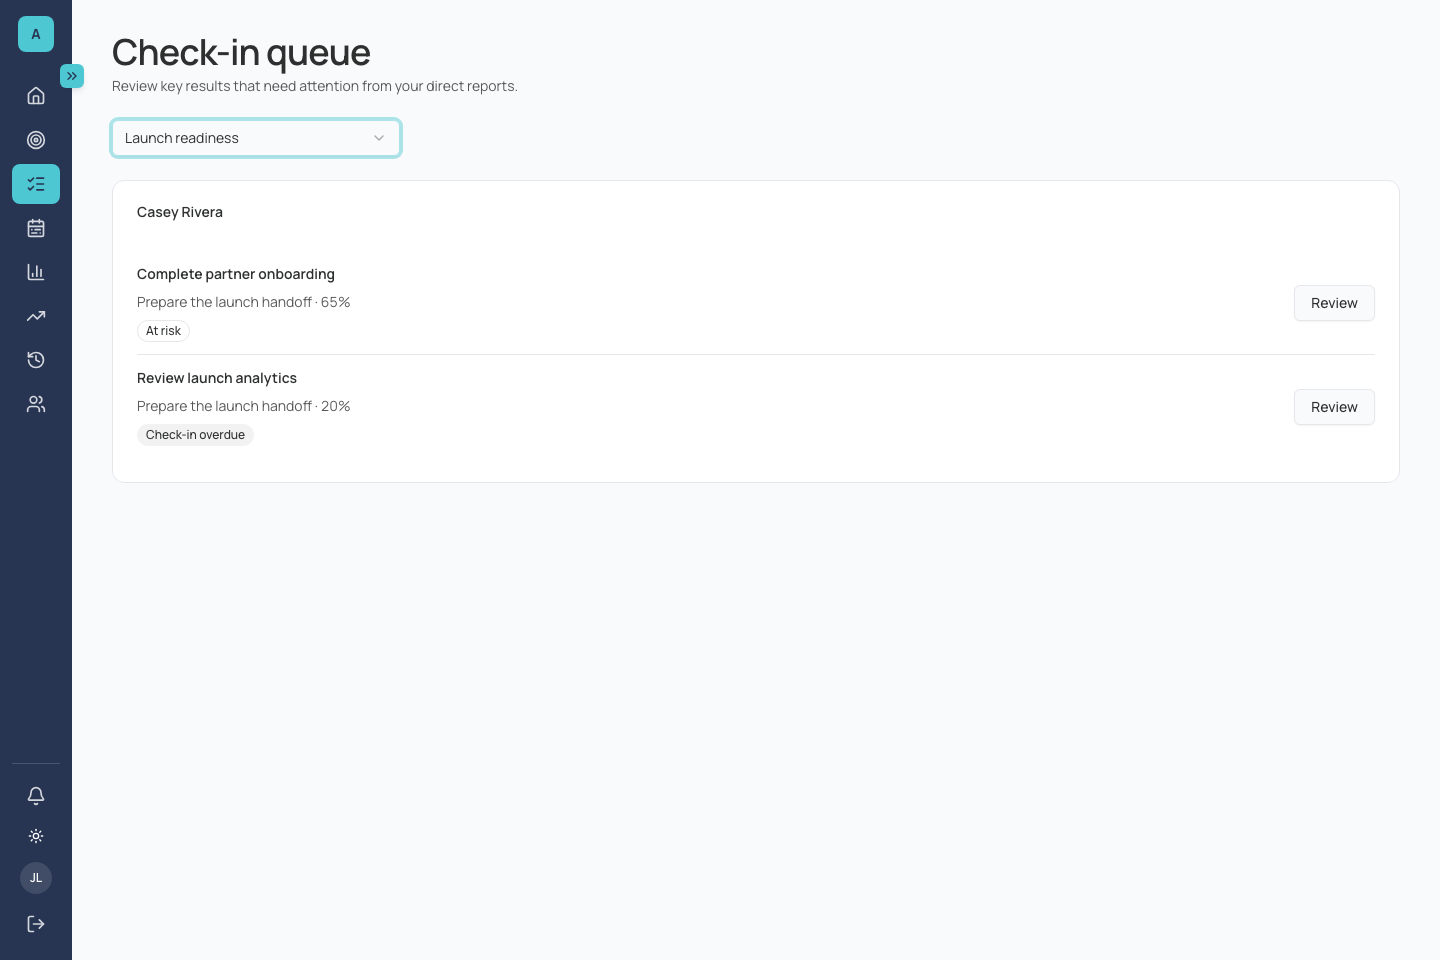 A
Check-in queue
Review key results that need attention from your direct reports.
Launch readiness
Casey Rivera
Complete partner onboarding
Prepare the launch handoff · 65%
At risk
Review
Review launch analytics
Prepare the launch handoff · 20%
Check-in overdue
Review
JL